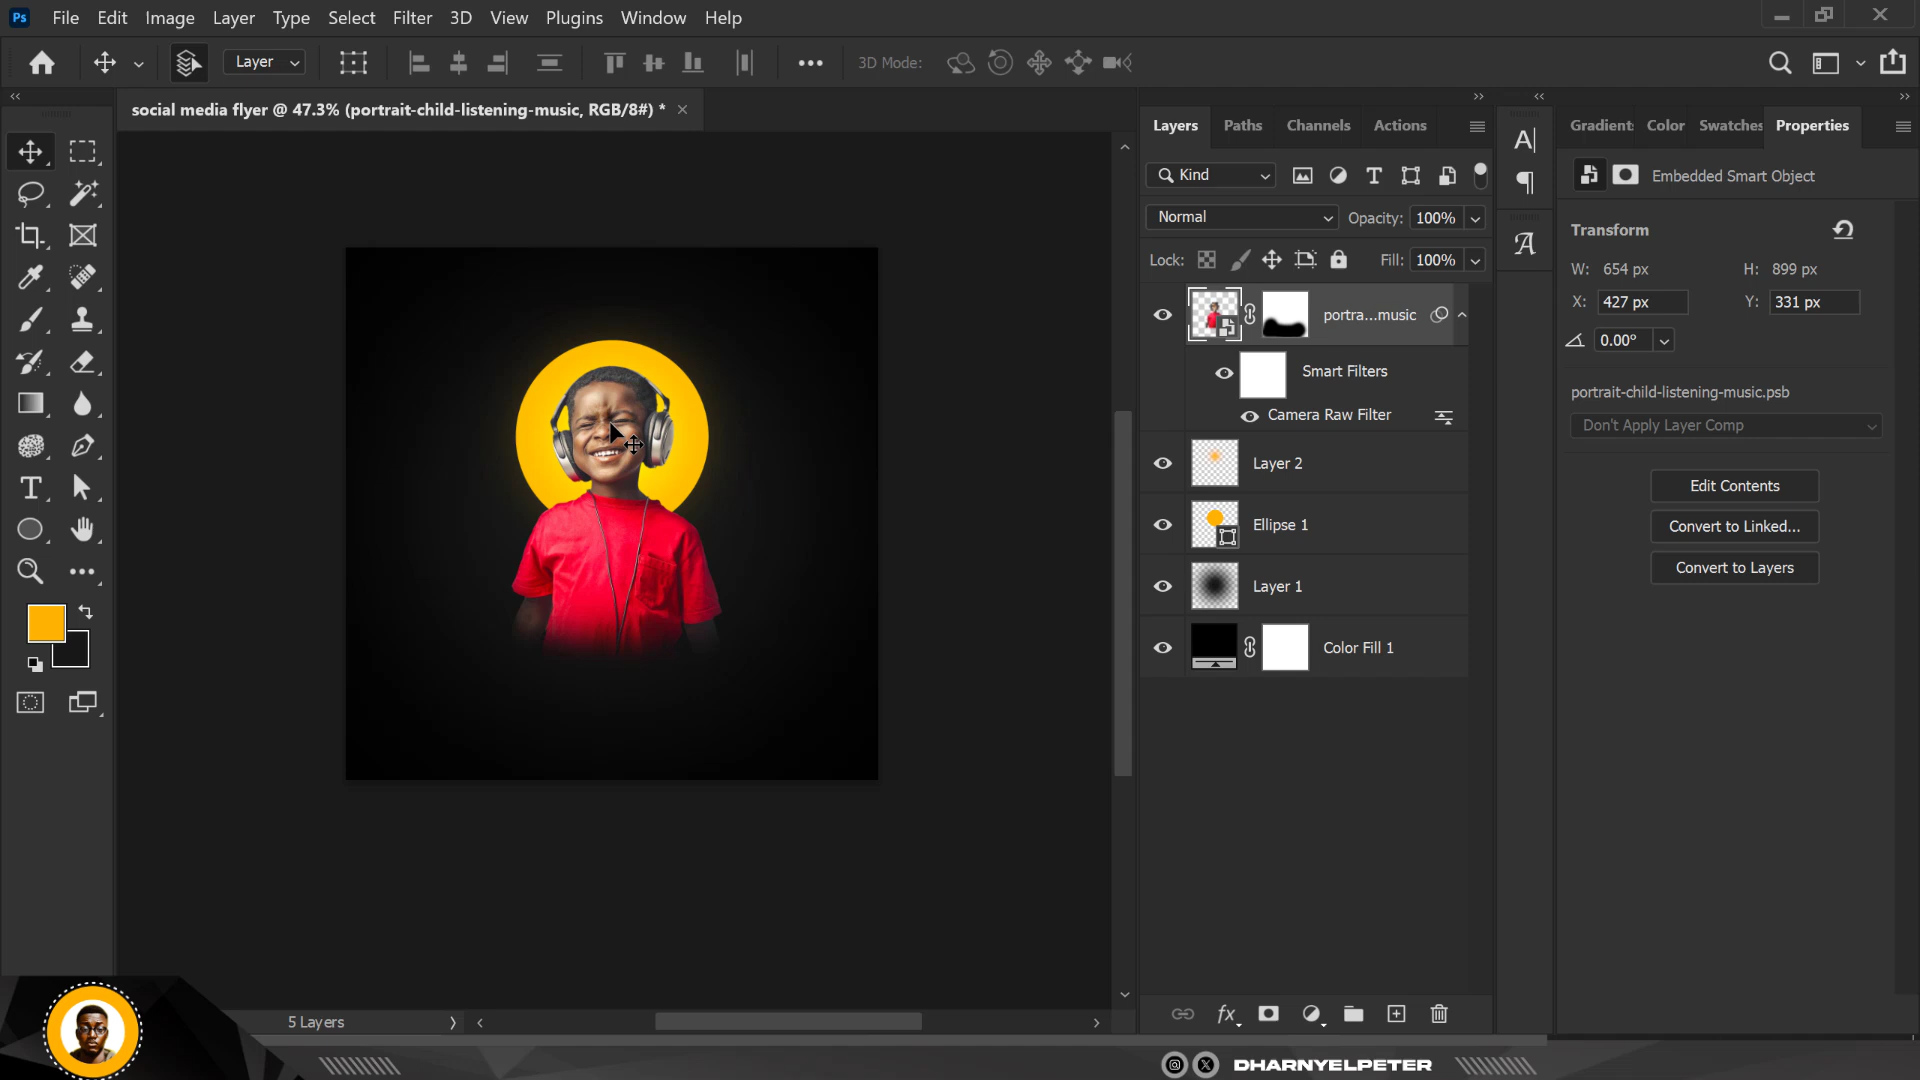 Ps File Edit Image Layer Type Select Filter 3D View Plugins Window Help
Layer 3D Mode:
social media flyer @ 47.3% (portrait-child-listening-music, RGB/8#) *
Layers Paths Channels Actions
Gradient Color Swatches Properties
Kind
Embedded Smart Object
Normal Opacity: 100%
Transform
Lock: Fill: 100%
W: 654 px H: 899 px
X: 427 px Y: 331 px
portra...music
0.00°
Smart Filters
portrait-child-listening-music.psb
Camera Raw Filter
Don't Apply Layer Comp
Layer 2
Edit Contents
Ellipse 1
Convert to Linked...
Convert to Layers
Layer 1
Color Fill 1
5 Layers
fx
DHARNYELPETER